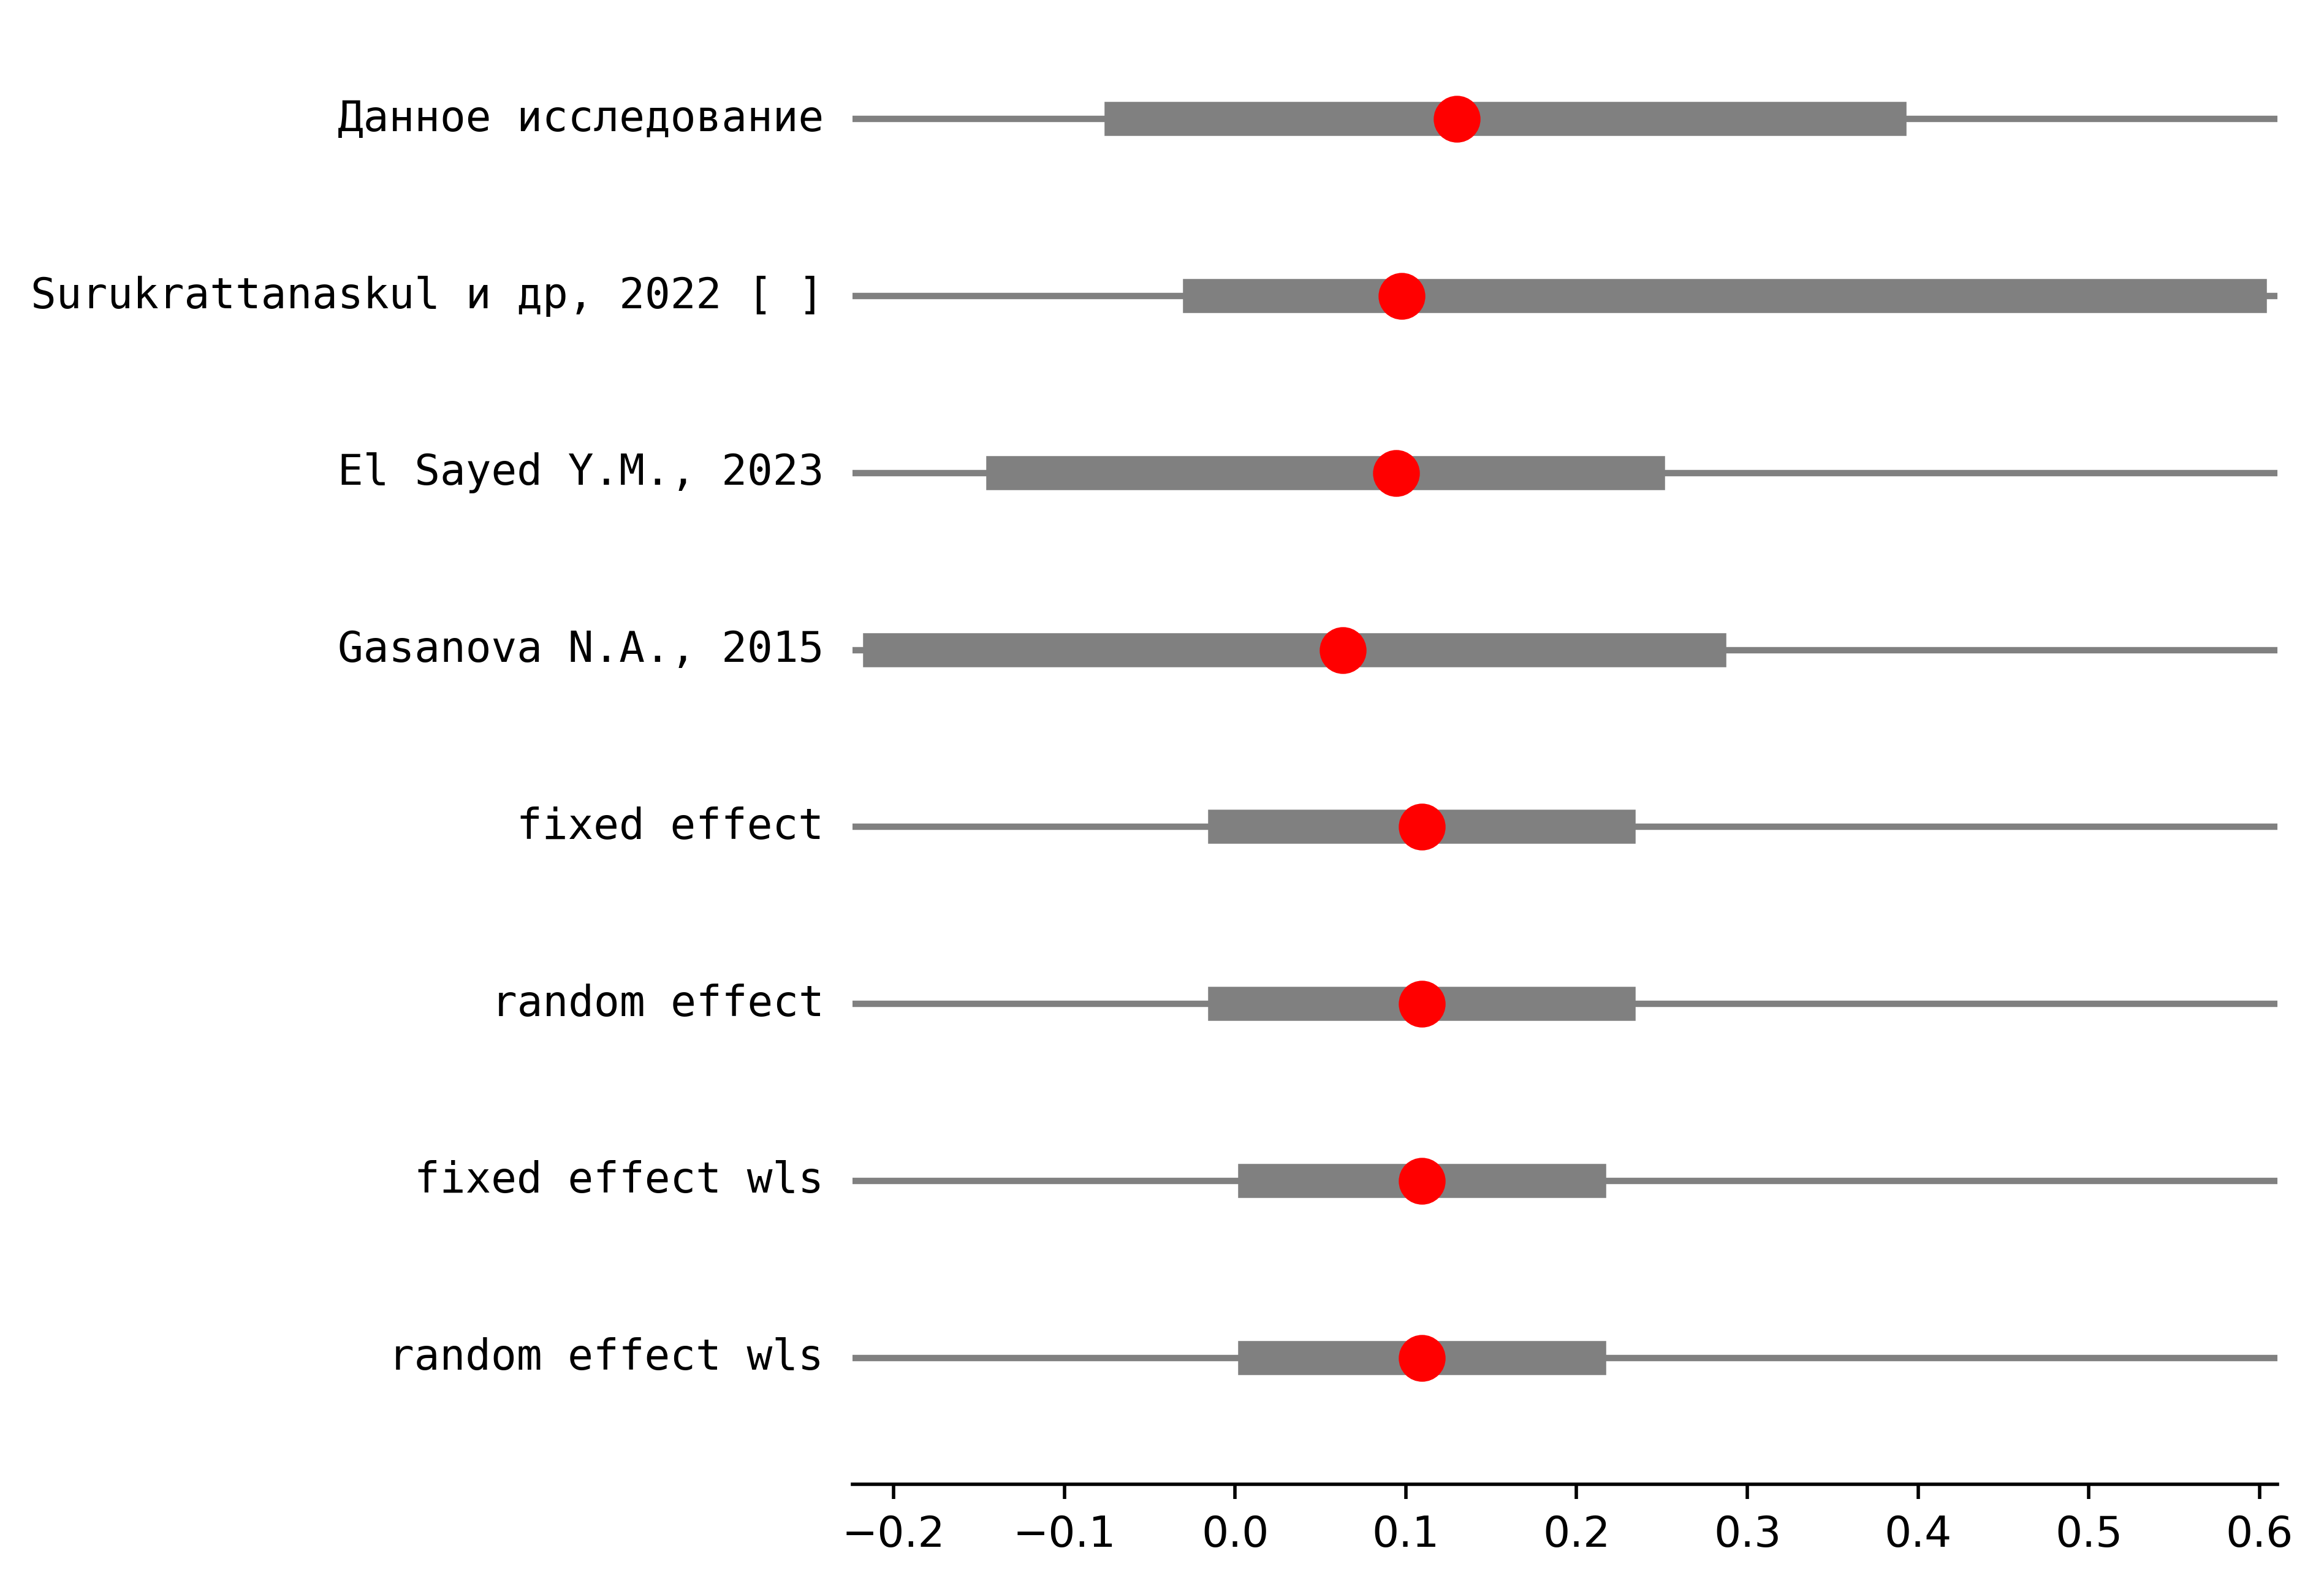 Данное исследование
Surukrattanaskul и др, 2022 [ ]
El Sayed Y.M., 2023
Gasanova N.A., 2015
fixed effect
random effect
fixed effect wls
random effect wls
−0.2 −0.1 0.0 0.1 0.2 0.3 0.4 0.5 0.6